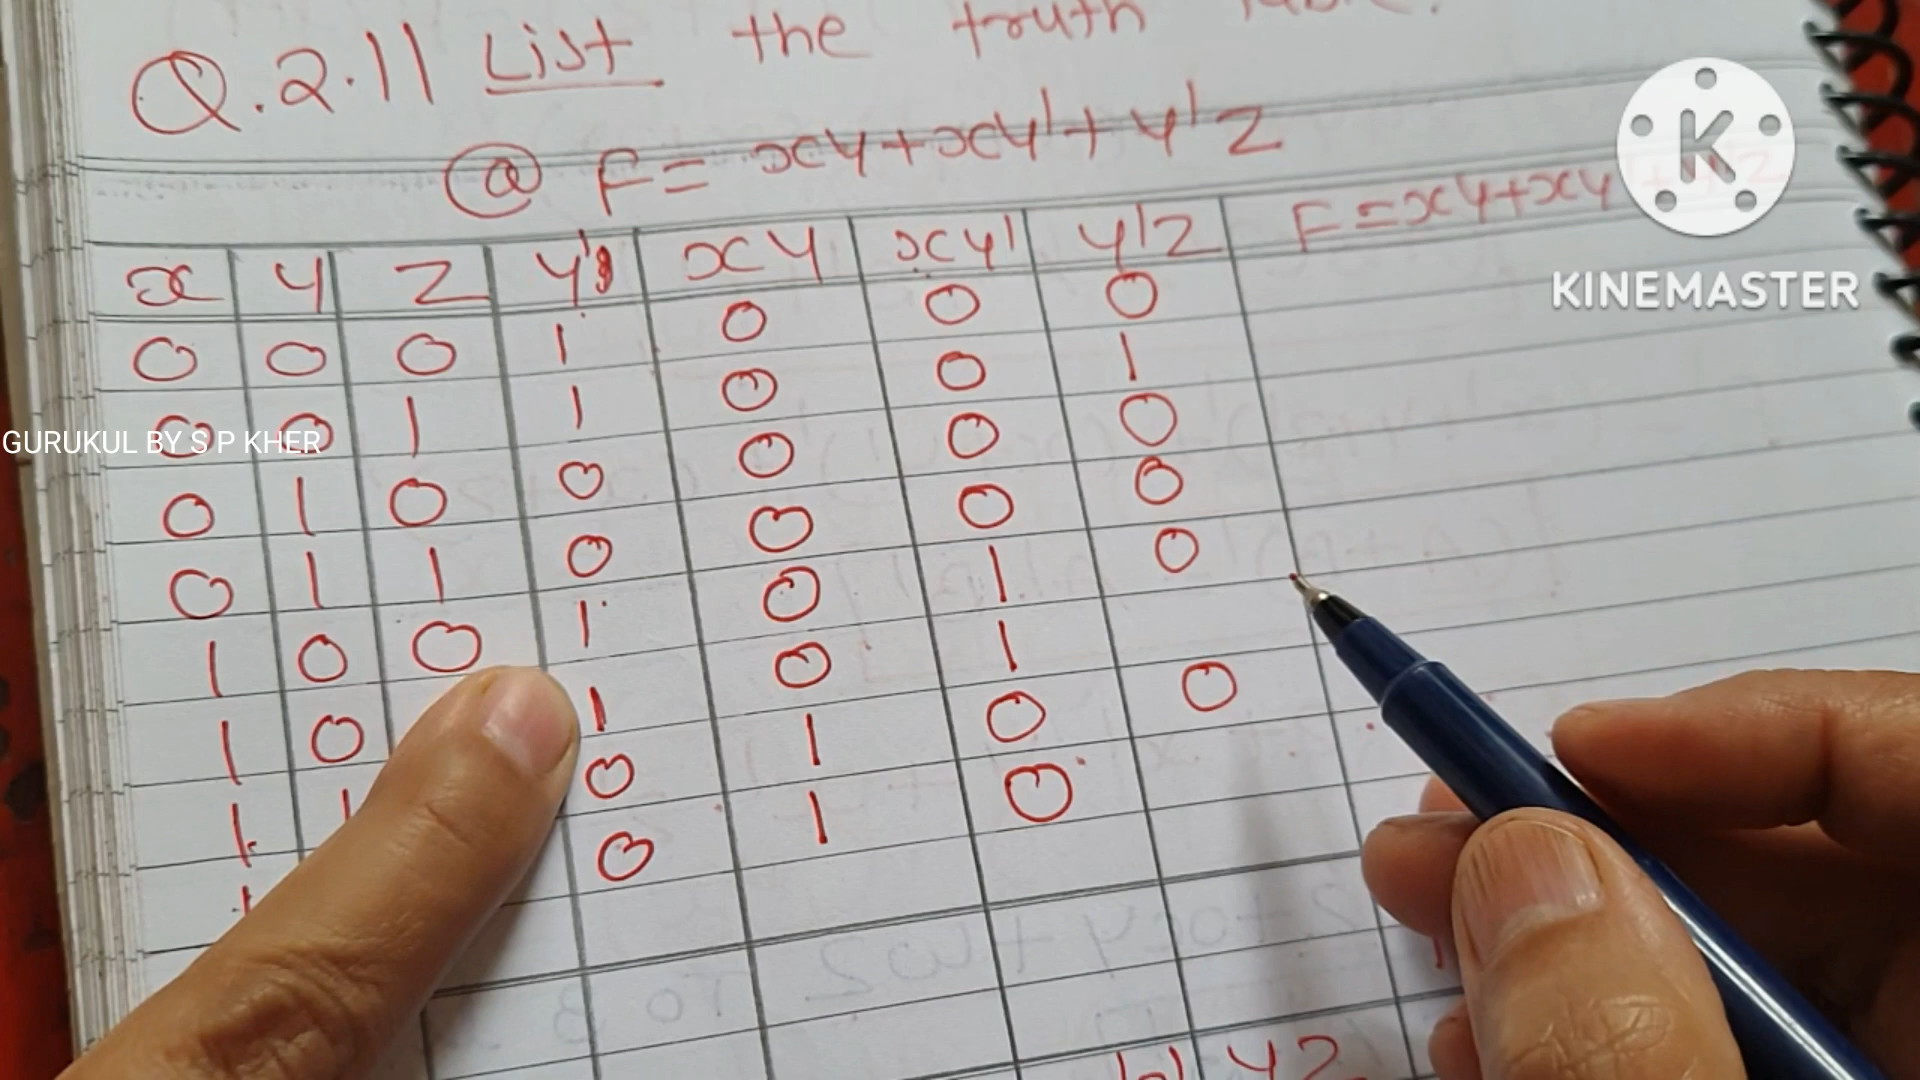 Q.2.11 List the truth
@ F = xy+xy'+y'z
x y z y' xy xy' y'z F=xy+xy'+y'z
0 0 0 1 0 0 0
0 0 1 1 0 0 1
0 1 0 0 0 0 0
0 1 1 0 0 0 0
1 0 0 1 0 1 0
1 0 1 0 1
1 1 0 1 0 0
1 0 1 0
KINEMASTER
GURUKUL BY S P KHER